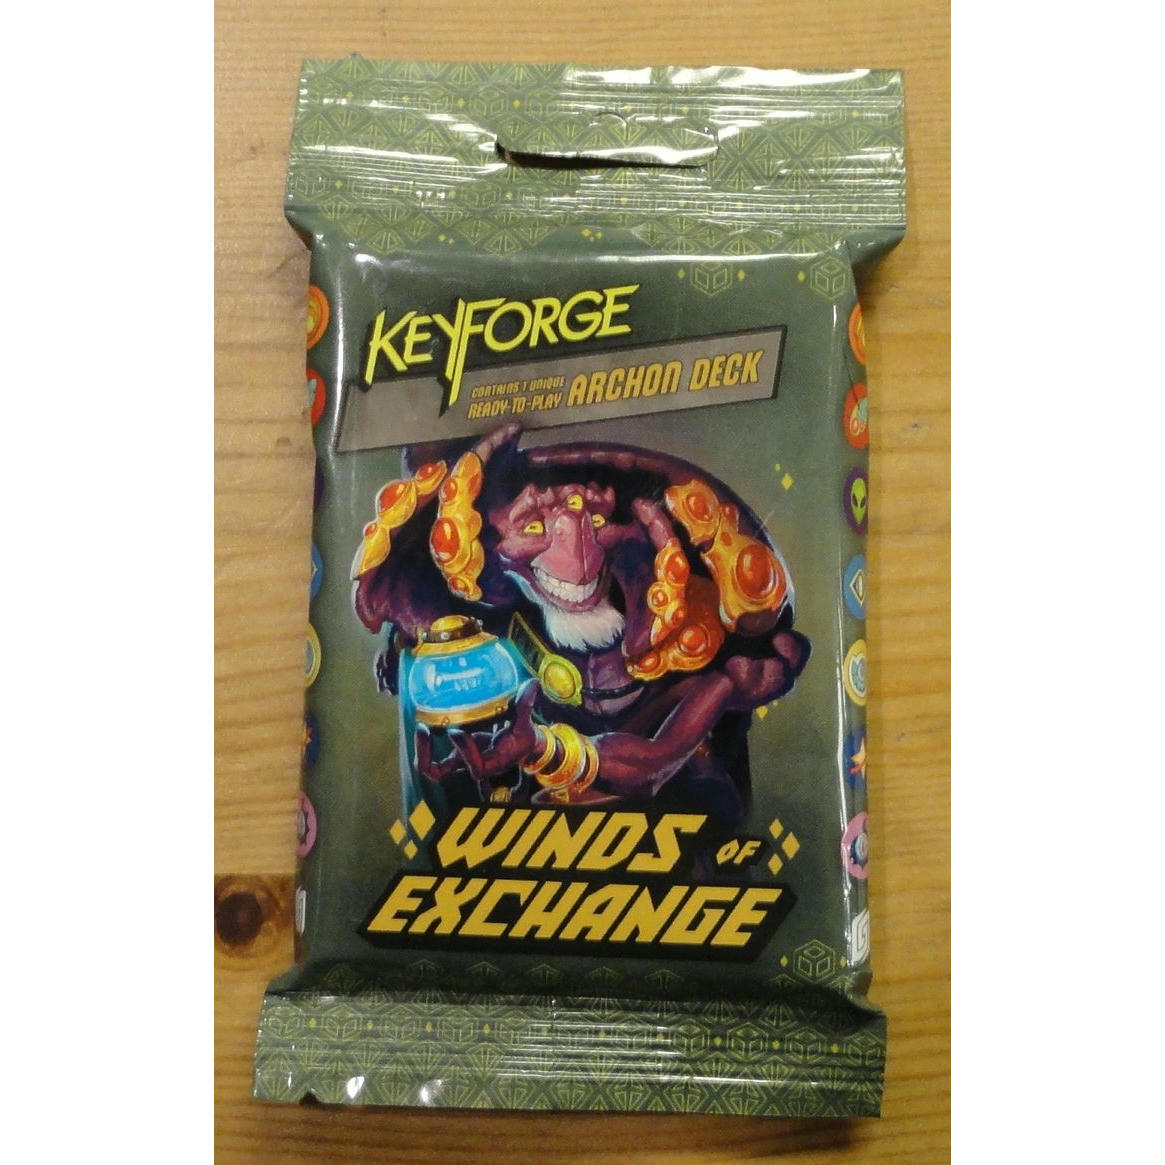 KEYFORGE
CONTAINS 1 UNIQUE
READY-TO-PLAY ARCHON DECK
WINDS OF
EXCHANGE